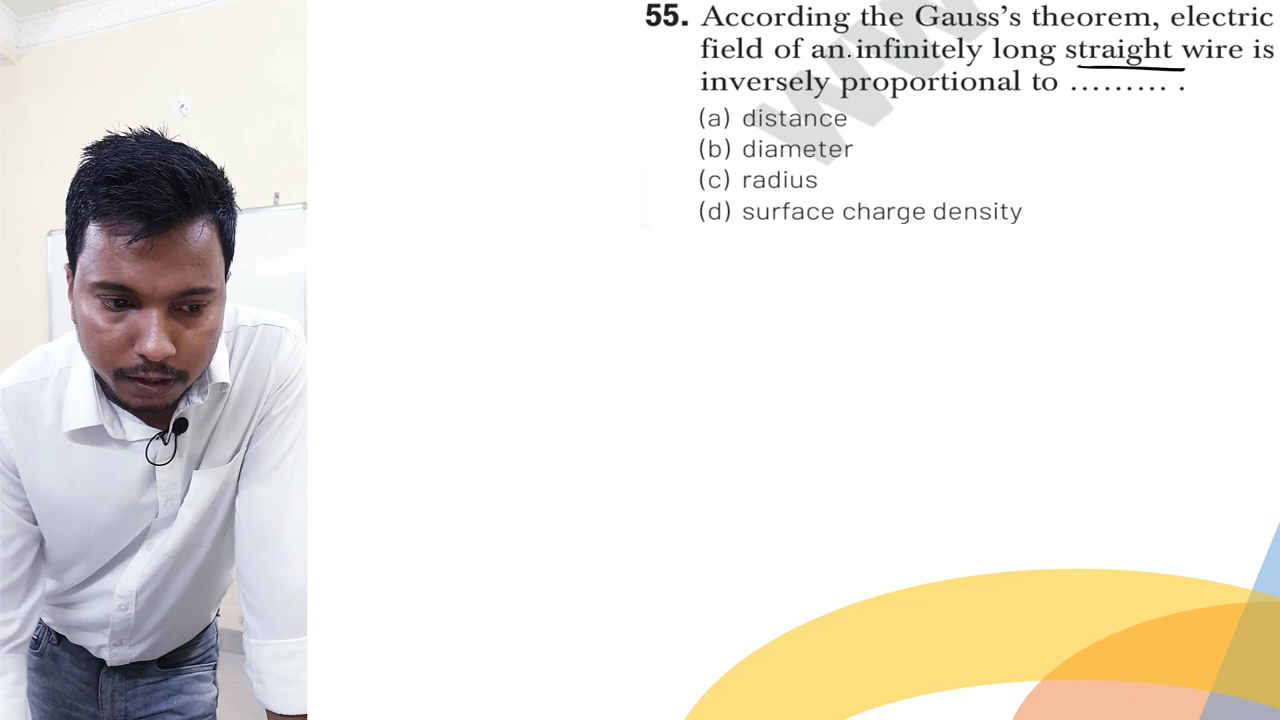 55. According the Gauss's theorem, electric
field of an infinitely long straight wire is
inversely proportional to ......... .
(a) distance
(b) diameter
(c) radius
(d) surface charge density